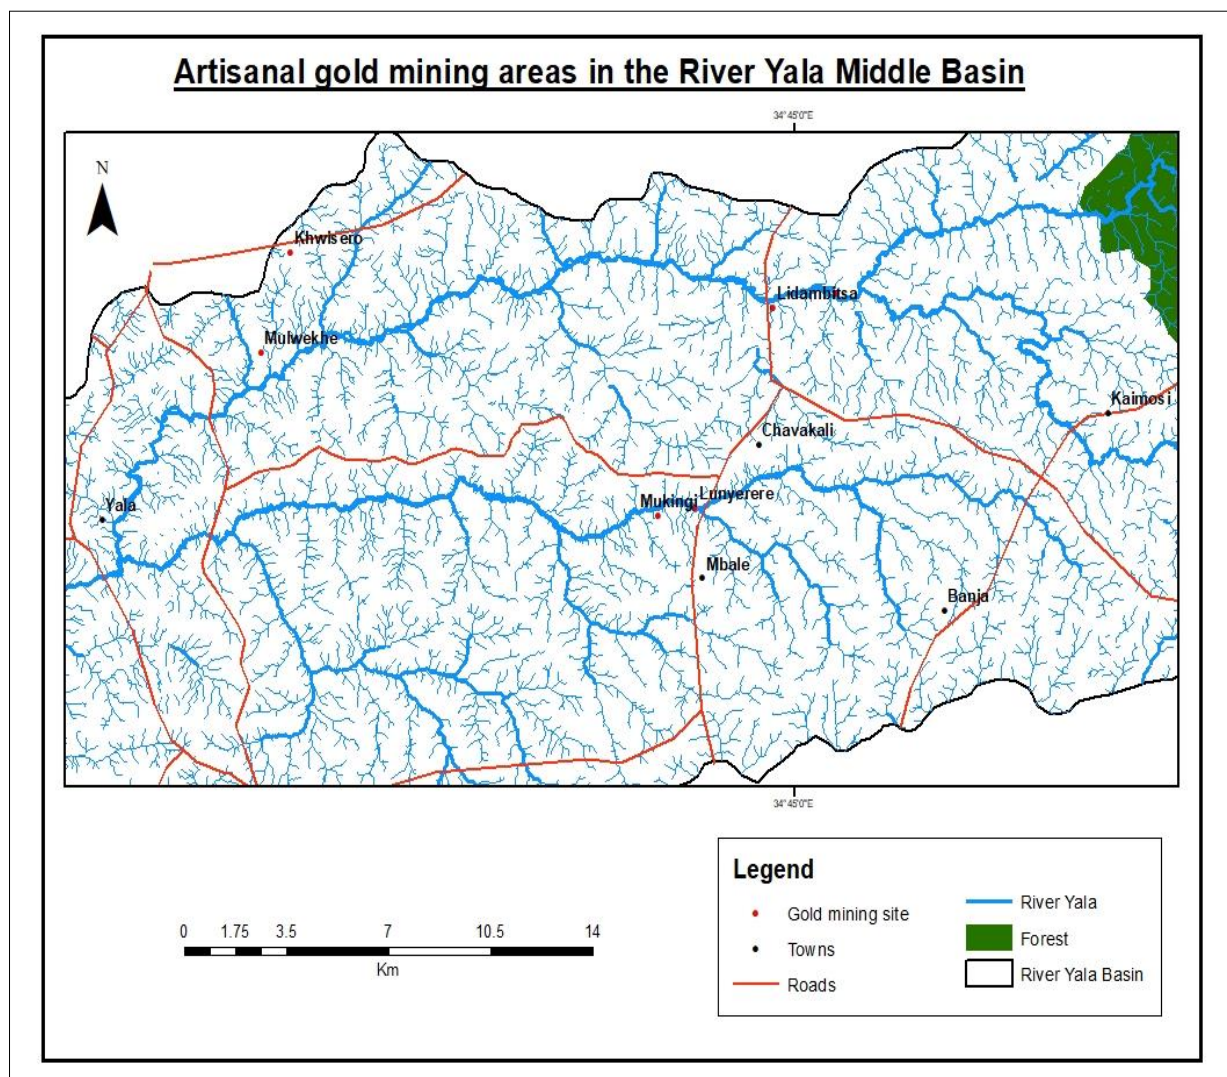 Artisanal gold mining areas in the River Yala Middle Basin
34°45'0"E
N
Khwisero
Lidambitsa
Mulwekhe
Kaimosi
Chavakali
Mukingi
Lunyerere
Yala
Mbale
Banja
34°45'0"E
Legend
Gold mining site
Towns
Roads
River Yala
Forest
River Yala Basin
0 1.75 3.5 7 10.5 14
Km